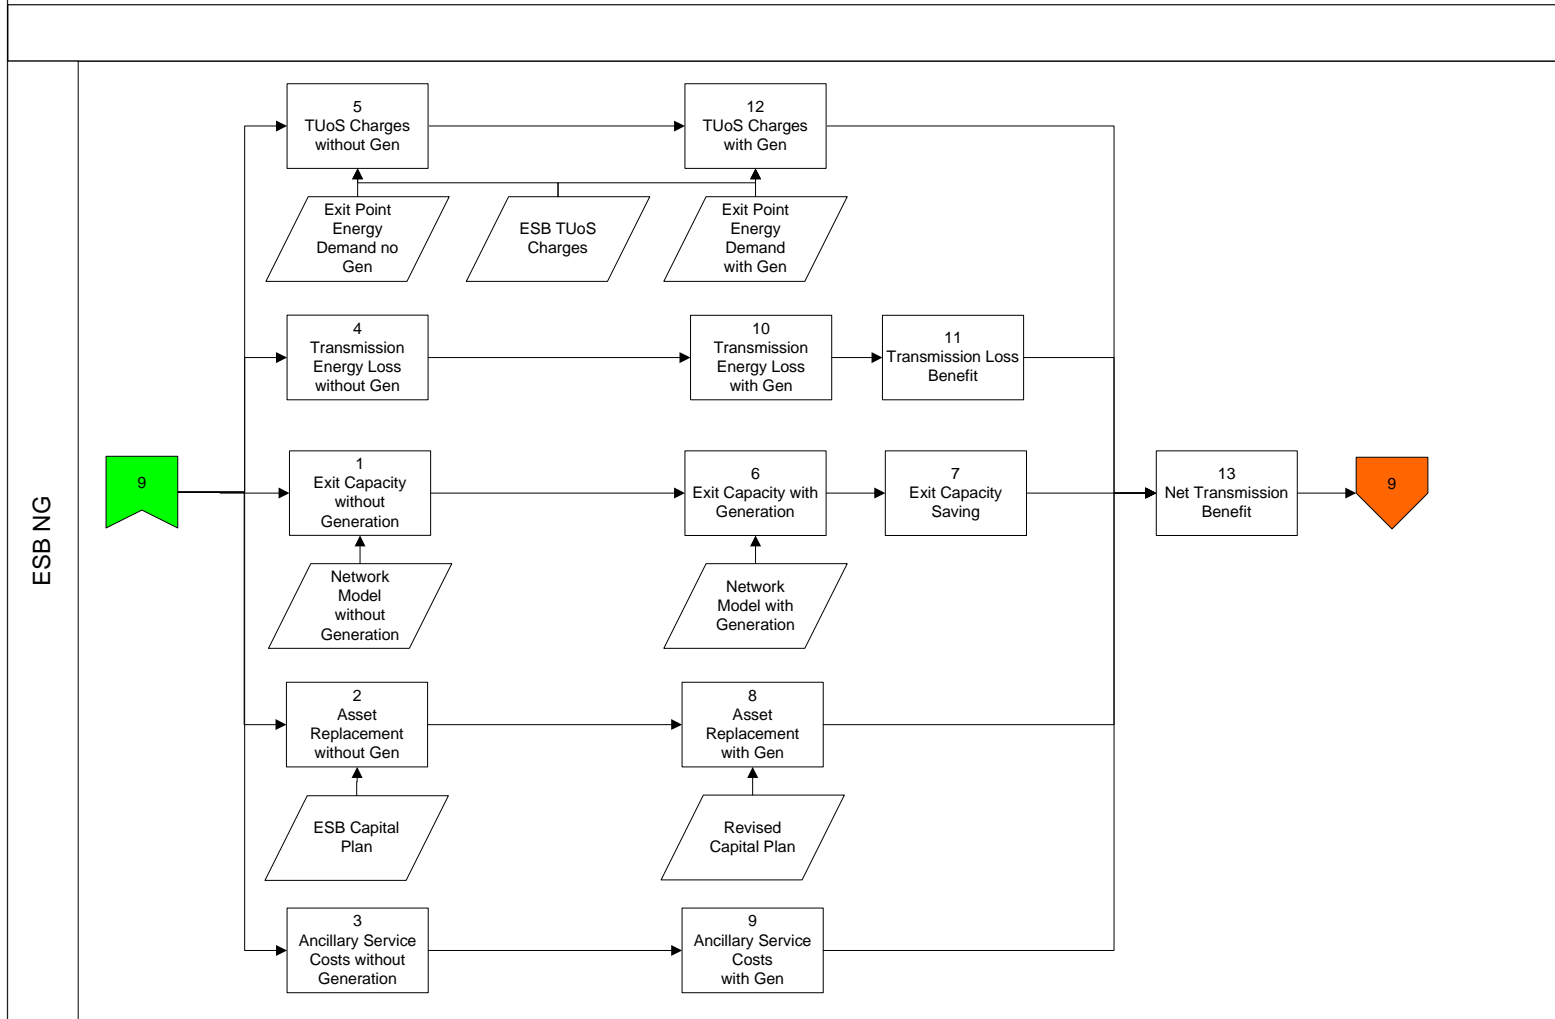 5
TUoS Charges
without Gen
12
TUoS Charges
with Gen
Exit Point
Energy
Demand no
Gen
ESB TUoS
Charges
Exit Point
Energy
Demand
with Gen
4
Transmission
Energy Loss
without Gen
10
Transmission
Energy Loss
with Gen
11
Transmission Loss
Benefit
ESB NG
9
1
Exit Capacity
without
Generation
6
Exit Capacity with
Generation
7
Exit Capacity
Saving
13
Net Transmission
Benefit
9
Network
Model
without
Generation
Network
Model with
Generation
2
Asset
Replacement
without Gen
8
Asset
Replacement
with Gen
ESB Capital
Plan
Revised
Capital Plan
3
Ancillary Service
Costs without
Generation
9
Ancillary Service
Costs
with Gen